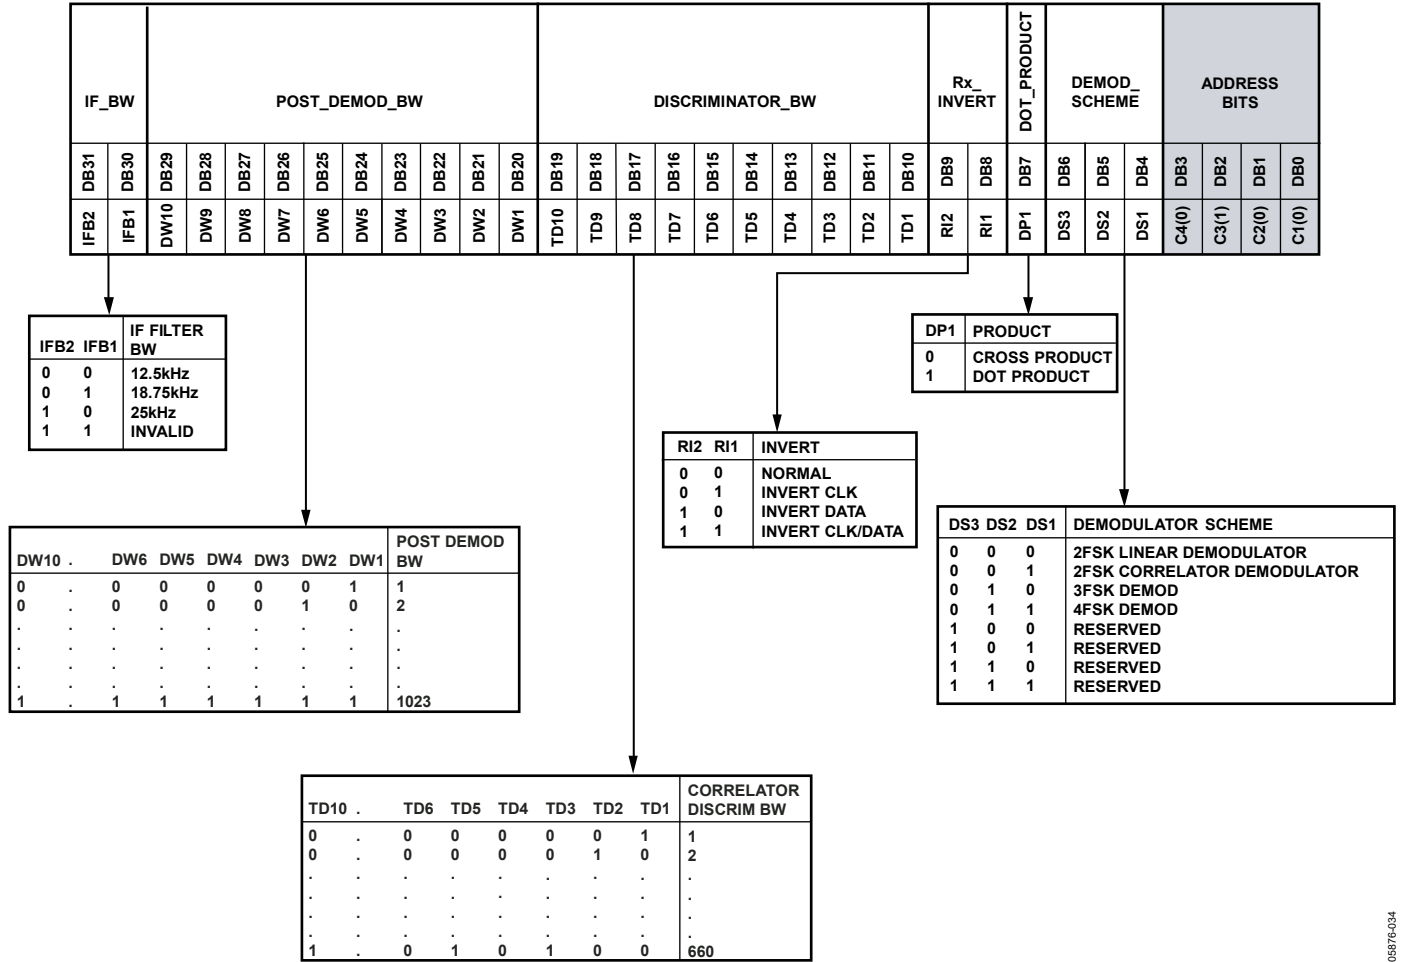 IF_BW POST_DEMOD_BW DISCRIMINATOR_BW Rx_ INVERT DOT_PRODUCT DEMOD_ SCHEME ADDRESS BITS
DB31 DB30 DB29 DB28 DB27 DB26 DB25 DB24 DB23 DB22 DB21 DB20 DB19 DB18 DB17 DB16 DB15 DB14 DB13 DB12 DB11 DB10 DB9 DB8 DB7 DB6 DB5 DB4 DB3 DB2 DB1 DB0
IFB2 IFB1 DW10 DW9 DW8 DW7 DW6 DW5 DW4 DW3 DW2 DW1 TD10 TD9 TD8 TD7 TD6 TD5 TD4 TD3 TD2 TD1 RI2 RI1 DP1 DS3 DS2 DS1 C4(0) C3(1) C2(0) C1(0)
IFB2 IFB1 IF FILTER BW
0 0 12.5kHz
0 1 18.75kHz
1 0 25kHz
1 1 INVALID
DP1 PRODUCT
0 CROSS PRODUCT
1 DOT PRODUCT
RI2 RI1 INVERT
0 0 NORMAL
0 1 INVERT CLK
1 0 INVERT DATA
1 1 INVERT CLK/DATA
DS3 DS2 DS1 DEMODULATOR SCHEME
0 0 0 2FSK LINEAR DEMODULATOR
0 0 1 2FSK CORRELATOR DEMODULATOR
0 1 0 3FSK DEMOD
0 1 1 4FSK DEMOD
1 0 0 RESERVED
1 0 1 RESERVED
1 1 0 RESERVED
1 1 1 RESERVED
DW10 . DW6 DW5 DW4 DW3 DW2 DW1 POST DEMOD BW
0 . 0 0 0 0 0 1 1
0 . 0 0 0 0 1 0 2
. . . . . . . . .
. . . . . . . . .
. . . . . . . . .
. . . . . . . . .
1 . 1 1 1 1 1 1 1023
TD10 . TD6 TD5 TD4 TD3 TD2 TD1 CORRELATOR DISCRIM BW
0 . 0 0 0 0 0 1 1
0 . 0 0 0 0 1 0 2
. . . . . . . . .
. . . . . . . . .
. . . . . . . . .
. . . . . . . . .
1 . 0 1 0 1 0 0 660
05876-034